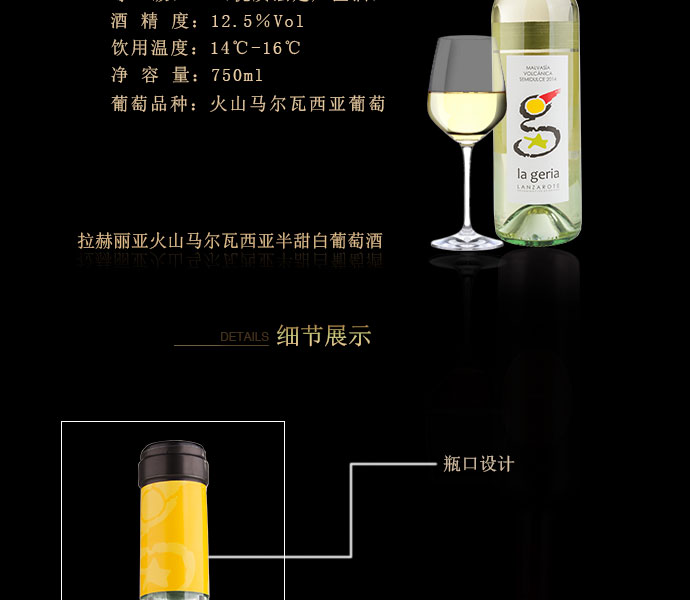 酒 精 度：12.5%Vol
饮用温度：14℃-16℃
净 容 量：750ml
葡萄品种：火山马尔瓦西亚葡萄
MALVASÍA
VOLCÁNICA
SEMIDULCE 2014
la geria
LANZAROTE
拉赫丽亚火山马尔瓦西亚半甜白葡萄酒
DETAILS 细节展示
瓶口设计